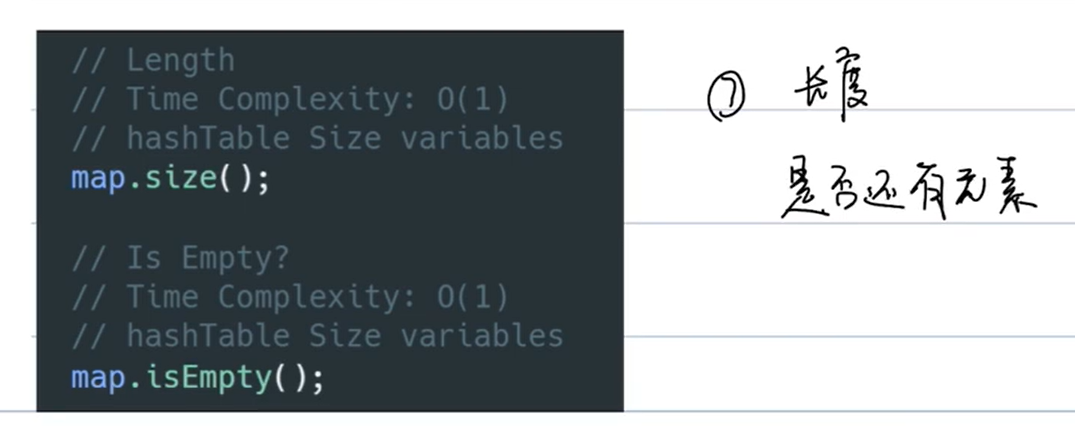 // Length
// Time Complexity: O(1)
// hashTable Size variables
map.size();
// Is Empty?
// Time Complexity: O(1)
// hashTable Size variables
map.isEmpty();
⑦ 长度
是否还有元素